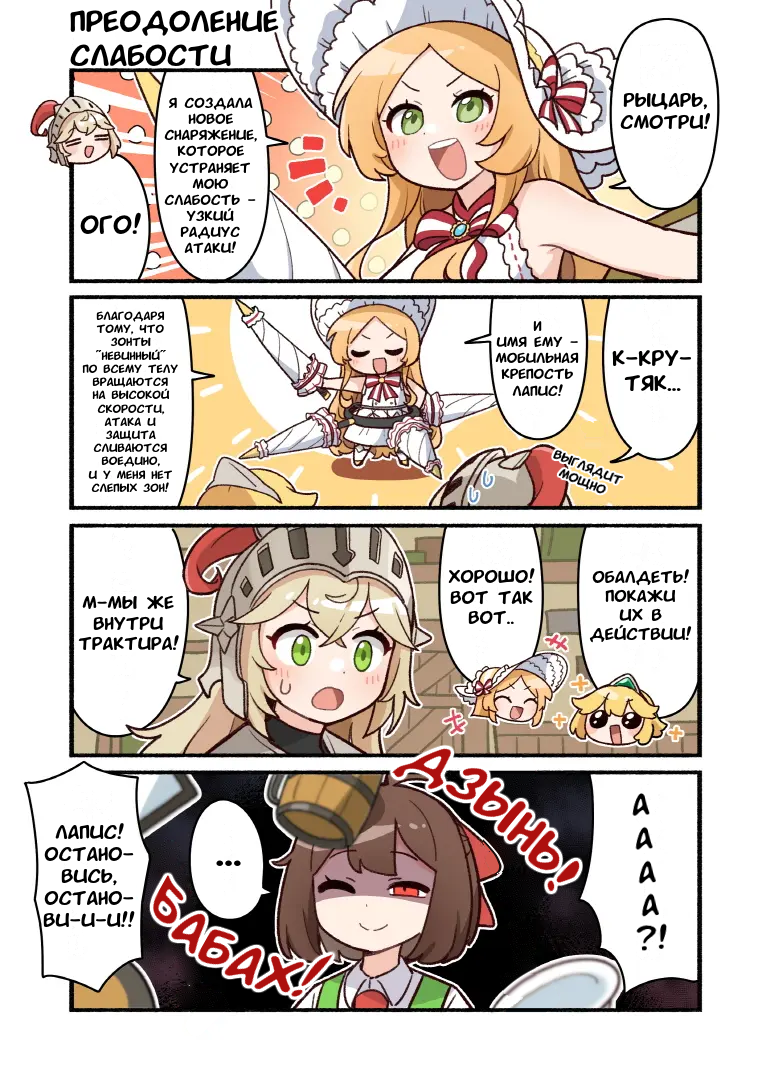 ПРЕОДОЛЕНИЕ
СЛАБОСТИ
РЫЦАРЬ,
СМОТРИ!
Я СОЗДАЛА
НОВОЕ
СНАРЯЖЕНИЕ,
КОТОРОЕ
УСТРАНЯЕТ
МОЮ
СЛАБОСТЬ –
УЗКИЙ
РАДИУС
АТАКИ!
ОГО!
К-КРУ-
ТЯК...
И
ИМЯ ЕМУ –
МОБИЛЬНАЯ
КРЕПОСТЬ
ЛАПИС!
БЛАГОДАРЯ
ТОМУ, ЧТО
ЗОНТЫ
"НЕВИННЫЙ"
ПО ВСЕМУ ТЕЛУ
ВРАЩАЮТСЯ
НА ВЫСОКОЙ
СКОРОСТИ,
АТАКА И
ЗАЩИТА
СЛИВАЮТСЯ
ВОЕДИНО,
И У МЕНЯ НЕТ
СЛЕПЫХ ЗОН!
ВЫГЛЯДИТ
МОЩНО
ОБАЛДЕТЬ!
ПОКАЖИ
ИХ В
ДЕЙСТВИИ!
ХОРОШО!
ВОТ ТАК
ВОТ..
М-МЫ ЖЕ
ВНУТРИ
ТРАКТИРА!
А
А
А
А
?!
ДЗЫНЬ!
...
БАБАХ!
ЛАПИС!
ОСТАНО-
ВИСЬ,
ОСТАНО-
ВИ-И-И!!